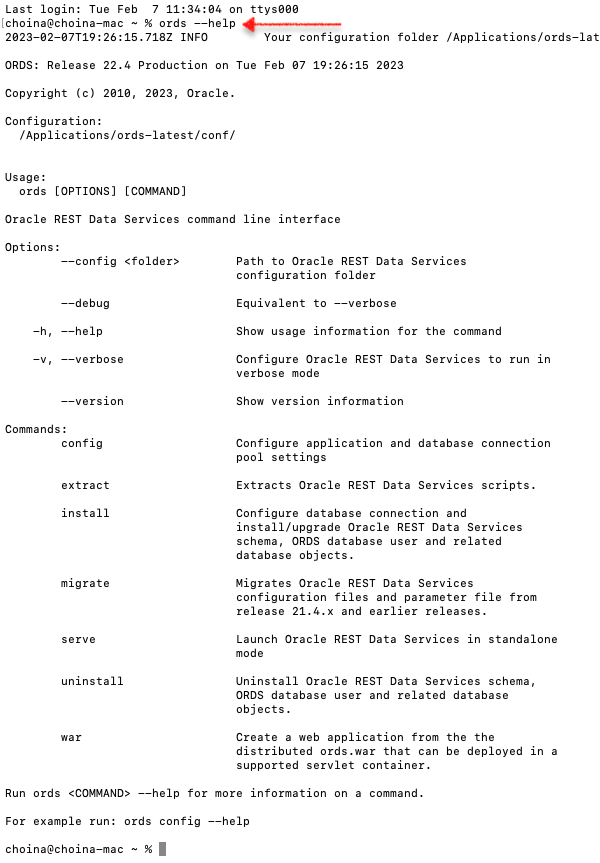 Last login: Tue Feb  7 11:34:04 on ttys000
choina@choina-mac ~ % ords --help
2023-02-07T19:26:15.718Z INFO        Your configuration folder /Applications/ords-lat
ORDS: Release 22.4 Production on Tue Feb 07 19:26:15 2023
Copyright (c) 2010, 2023, Oracle.
Configuration:
  /Applications/ords-latest/conf/
Usage:
  ords [OPTIONS] [COMMAND]
Oracle REST Data Services command line interface
Options:
        --config <folder>        Path to Oracle REST Data Services
                                 configuration folder
        --debug                  Equivalent to --verbose
    -h, --help                   Show usage information for the command
    -v, --verbose                Configure Oracle REST Data Services to run in
                                 verbose mode
        --version                Show version information
Commands:
        config                   Configure application and database connection
                                 pool settings
        extract                  Extracts Oracle REST Data Services scripts.
        install                  Configure database connection and
                                 install/upgrade Oracle REST Data Services
                                 schema, ORDS database user and related
                                 database objects.
        migrate                  Migrates Oracle REST Data Services
                                 configuration files and parameter file from
                                 release 21.4.x and earlier releases.
        serve                    Launch Oracle REST Data Services in standalone
                                 mode
        uninstall                Uninstall Oracle REST Data Services schema,
                                 ORDS database user and related database
                                 objects.
        war                      Create a web application from the the
                                 distributed ords.war that can be deployed in a
                                 supported servlet container.
Run ords <COMMAND> --help for more information on a command.
For example run: ords config --help
choina@choina-mac ~ %